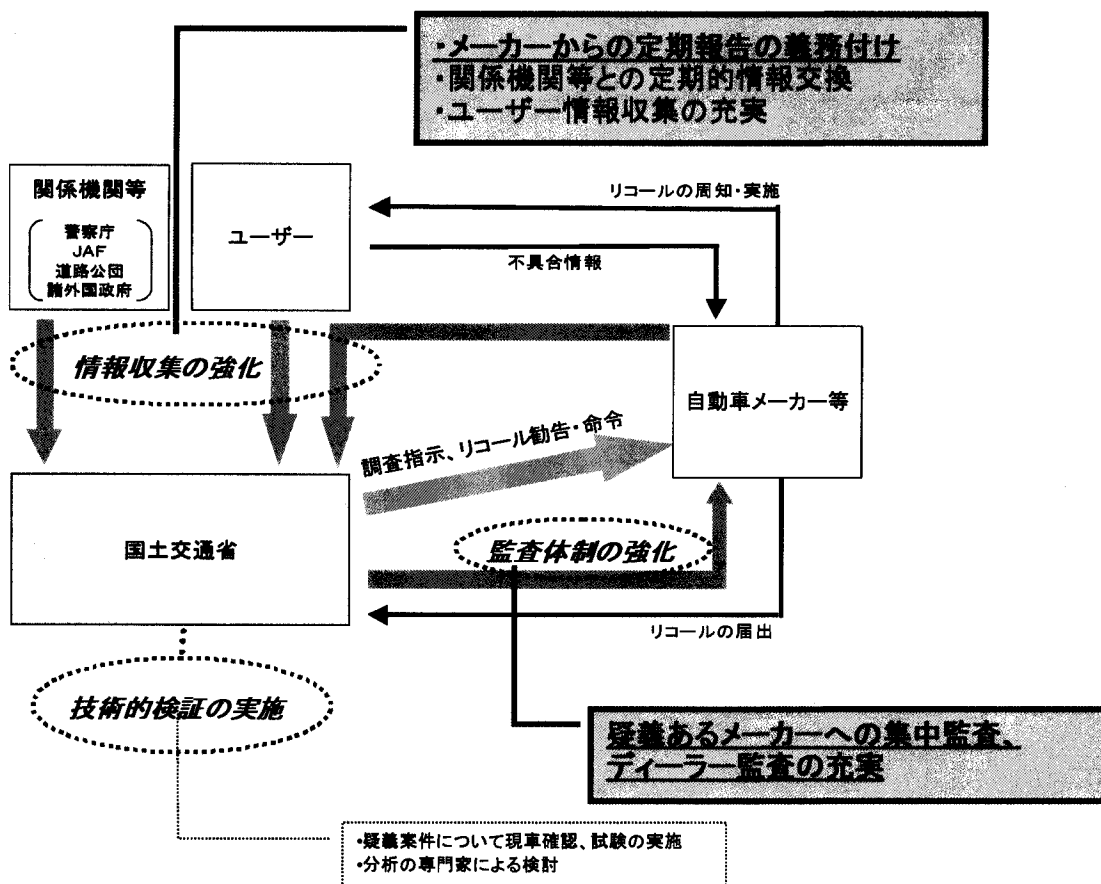 ・メーカーからの定期報告の義務付け
・関係機関等との定期的情報交換
・ユーザー情報収集の充実
関係機関等
警察庁
JAF
道路公団
諸外国政府
ユーザー
リコールの周知・実施
不具合情報
情報収集の強化
自動車メーカー等
調査指示、リコール勧告・命令
国土交通省
監査体制の強化
リコールの届出
技術的検証の実施
疑義あるメーカーへの集中監査、
ディーラー監査の充実
・疑義案件について現車確認、試験の実施
・分析の専門家による検討